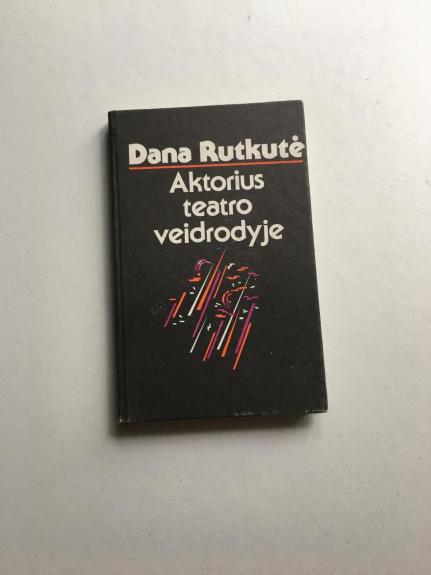 Dana Rutkutė
Aktorius
teatro
veidrodyje